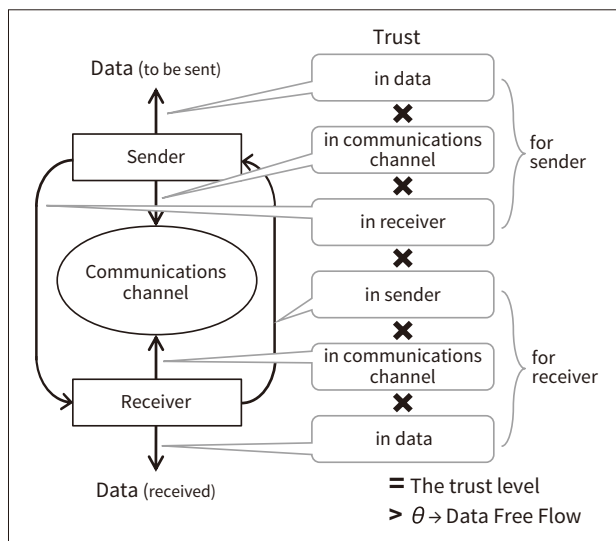 Trust
Data (to be sent)
in data
×
Sender
in communications
channel
for
sender
×
in receiver
×
Communications
channel
in sender
×
in communications
channel
for
receiver
Receiver
×
in data
Data (received)
= The trust level
> θ → Data Free Flow